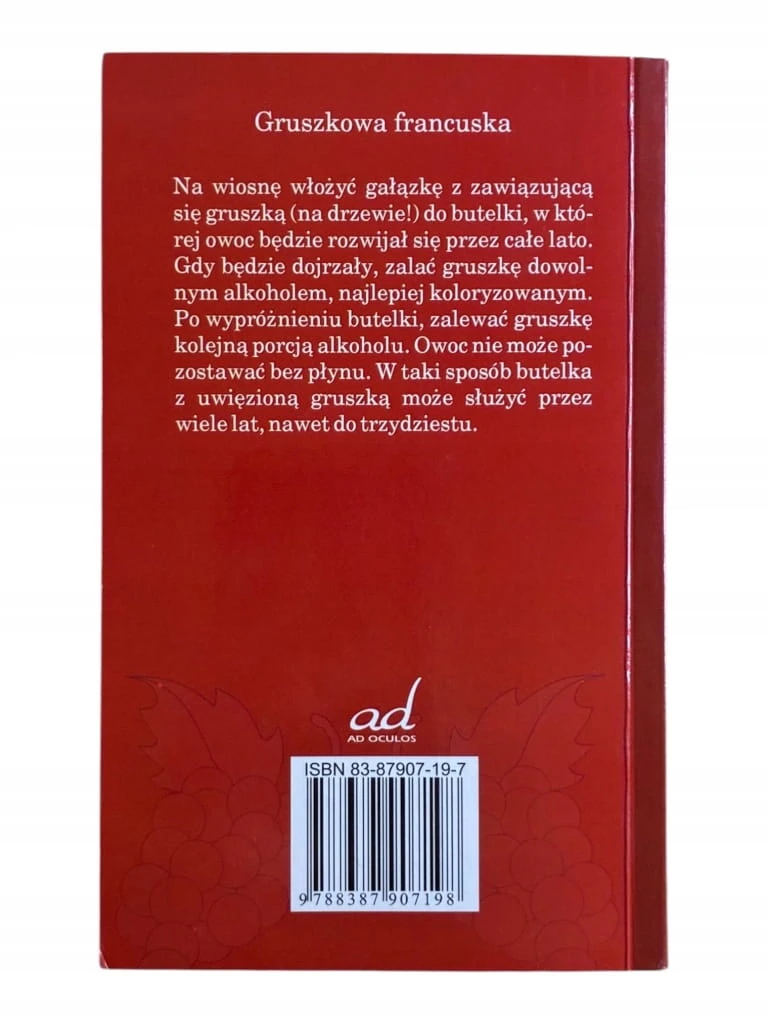 Gruszkowa francuska
Na wiosnę włożyć gałązkę z zawiązującą
się gruszką (na drzewie!) do butelki, w któ-
rej owoc będzie rozwijał się przez całe lato.
Gdy będzie dojrzały, zalać gruszkę dowol-
nym alkoholem, najlepiej koloryzowanym.
Po wypróżnieniu butelki, zalewać gruszkę
kolejną porcją alkoholu. Owoc nie może po-
zostawać bez płynu. W taki sposób butelka
z uwięzioną gruszką może służyć przez
wiele lat, nawet do trzydziestu.
ad
AD OCULOS
ISBN 83-87907-19-7
9 788387 907198